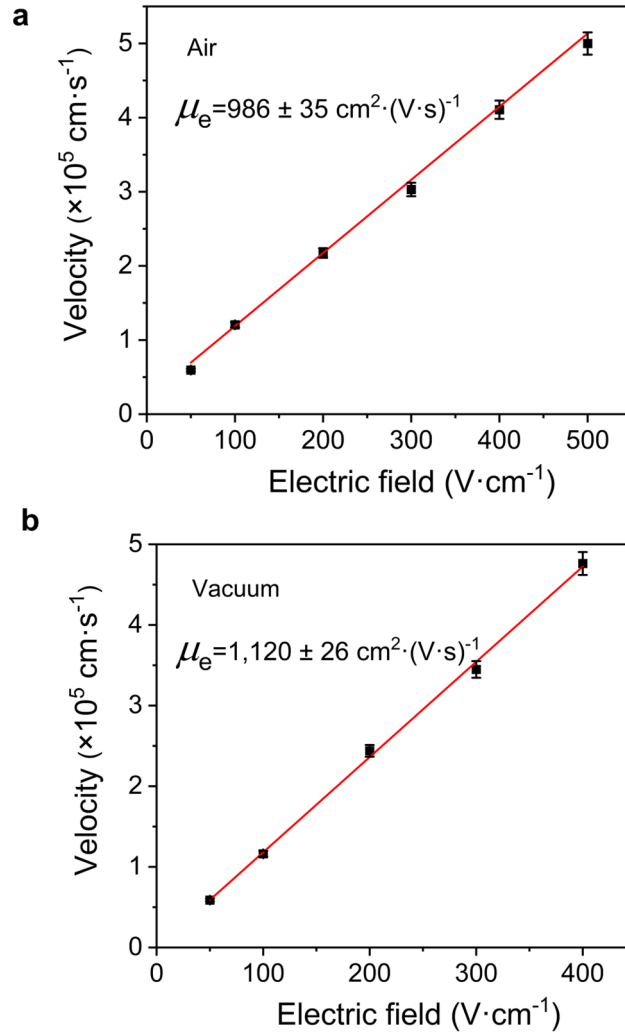 a
Air
μe=986 ± 35 cm²·(V·s)⁻¹
Velocity (×10⁵ cm·s⁻¹)
5
4
3
2
1
0
0 100 200 300 400 500
Electric field (V·cm⁻¹)
b
Vacuum
μe=1,120 ± 26 cm²·(V·s)⁻¹
Velocity (×10⁵ cm·s⁻¹)
5
4
3
2
1
0
0 100 200 300 400
Electric field (V·cm⁻¹)